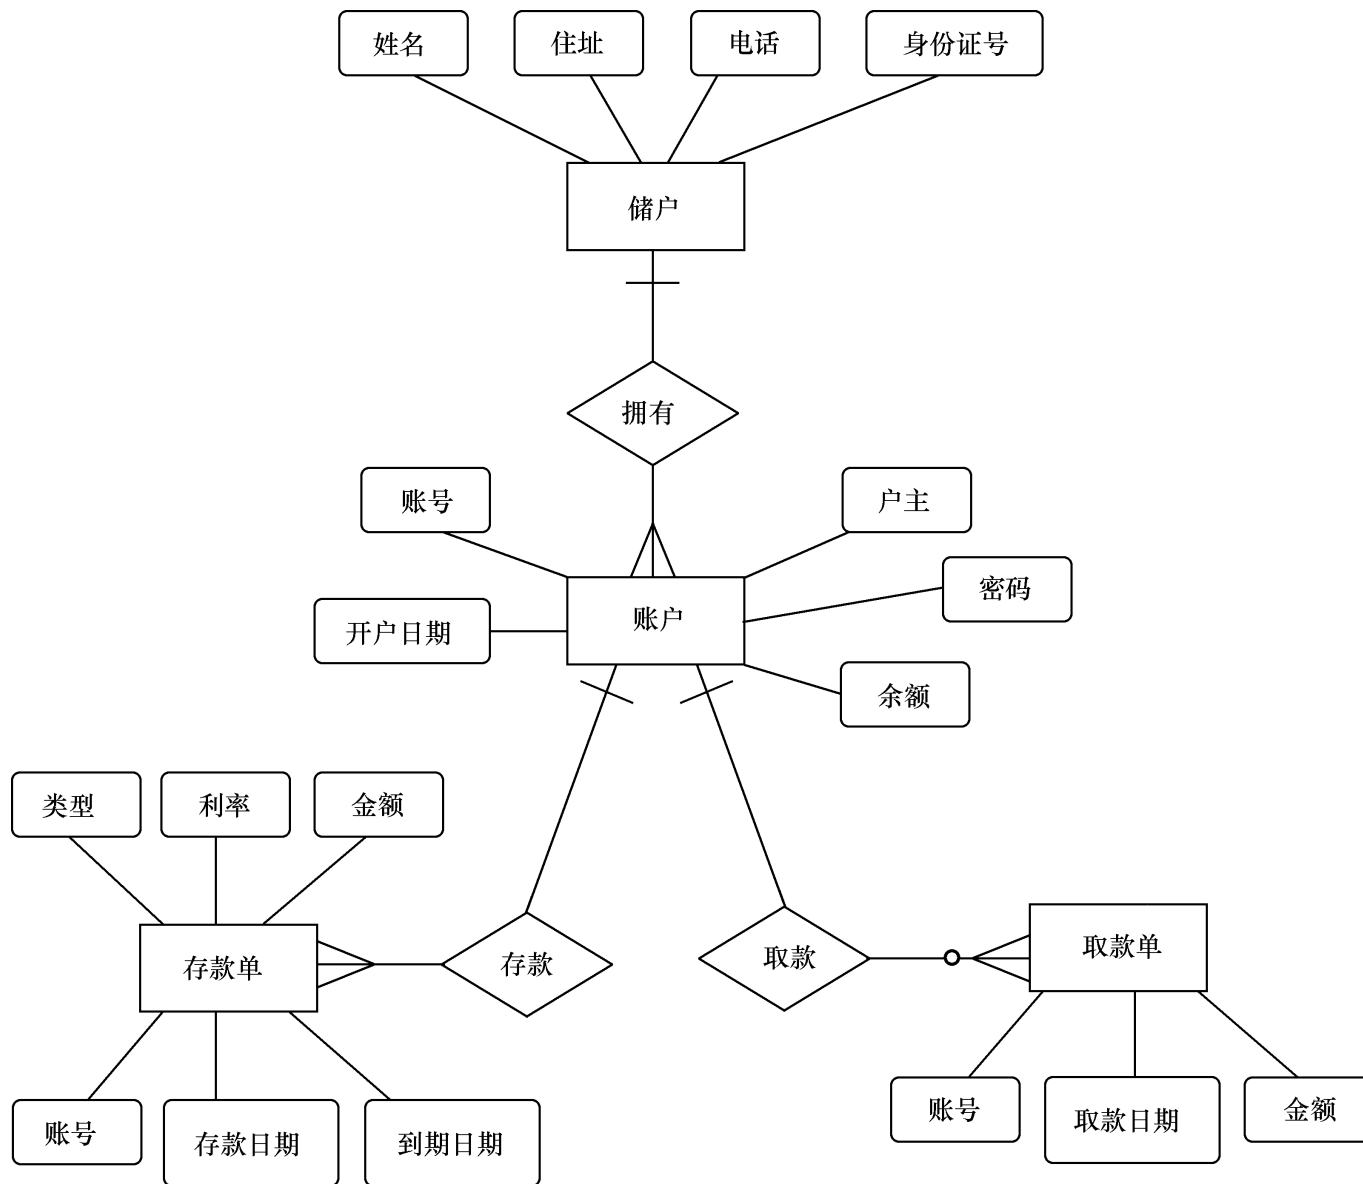 姓名
住址
电话
身份证号
储户
拥有
账号
户主
密码
开户日期
账户
余额
类型
利率
金额
存款单
存款
取款
取款单
账号
存款日期
到期日期
账号
取款日期
金额